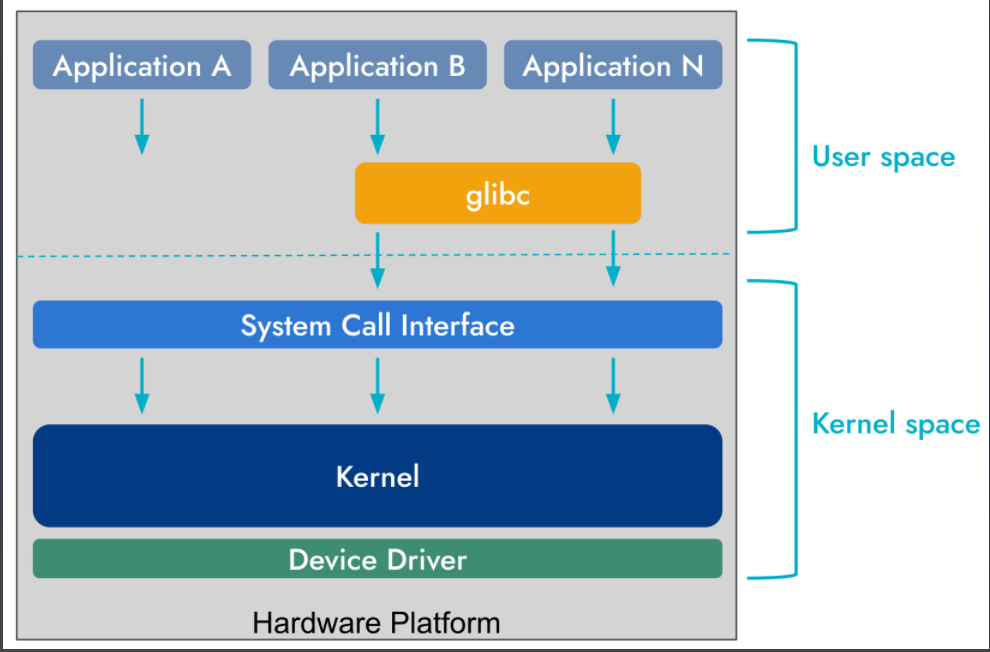 Application A
Application B
Application N
User space
glibc
System Call Interface
Kernel space
Kernel
Device Driver
Hardware Platform